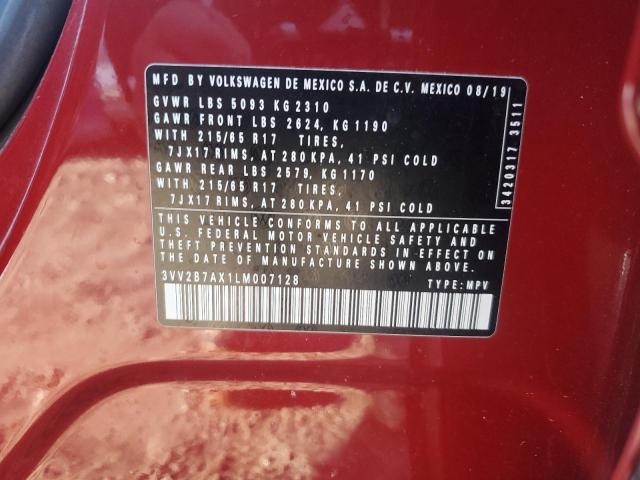 MFD BY VOLKSWAGEN DE MEXICO S.A. DE C.V. MEXICO 08/19
GVWR LBS 5093 KG 2310
GAWR FRONT LBS 2624, KG 1190
WITH 215/65 R17 TIRES,
7JX17 RIMS, AT 280 KPA, 41 PSI COLD
GAWR REAR LBS 2579, KG 1170
WITH 215/65 R17 TIRES,
7JX17 RIMS, AT 280 KPA, 41 PSI COLD
THIS VEHICLE CONFORMS TO ALL APPLICABLE
U.S. FEDERAL MOTOR VEHICLE SAFETY AND
THEFT PREVENTION STANDARDS IN EFFECT ON
THE DATE OF MANUFACTURE SHOWN ABOVE.
3VV2B7AX1LM007128 TYPE: MPV
3420317 3511